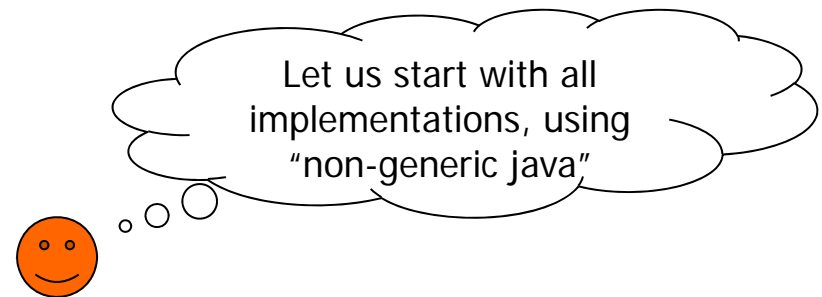 Let us start with all
implementations, using
“non-generic java”